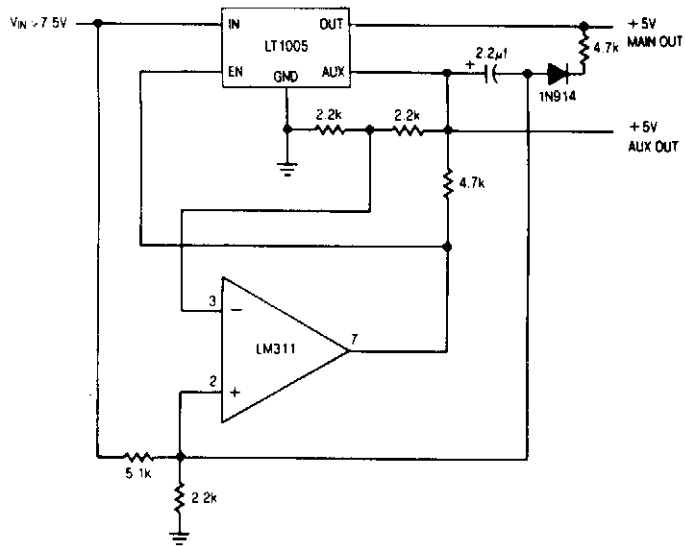 VIN > 7 5V
IN
OUT
LT1005
EN
GND
AUX
+5V
MAIN OUT
4.7k
2.2µf
+
1N914
2.2k
2.2k
+5V
AUX OUT
4.7k
3
−
LM311
7
2
+
5 1k
2.2k